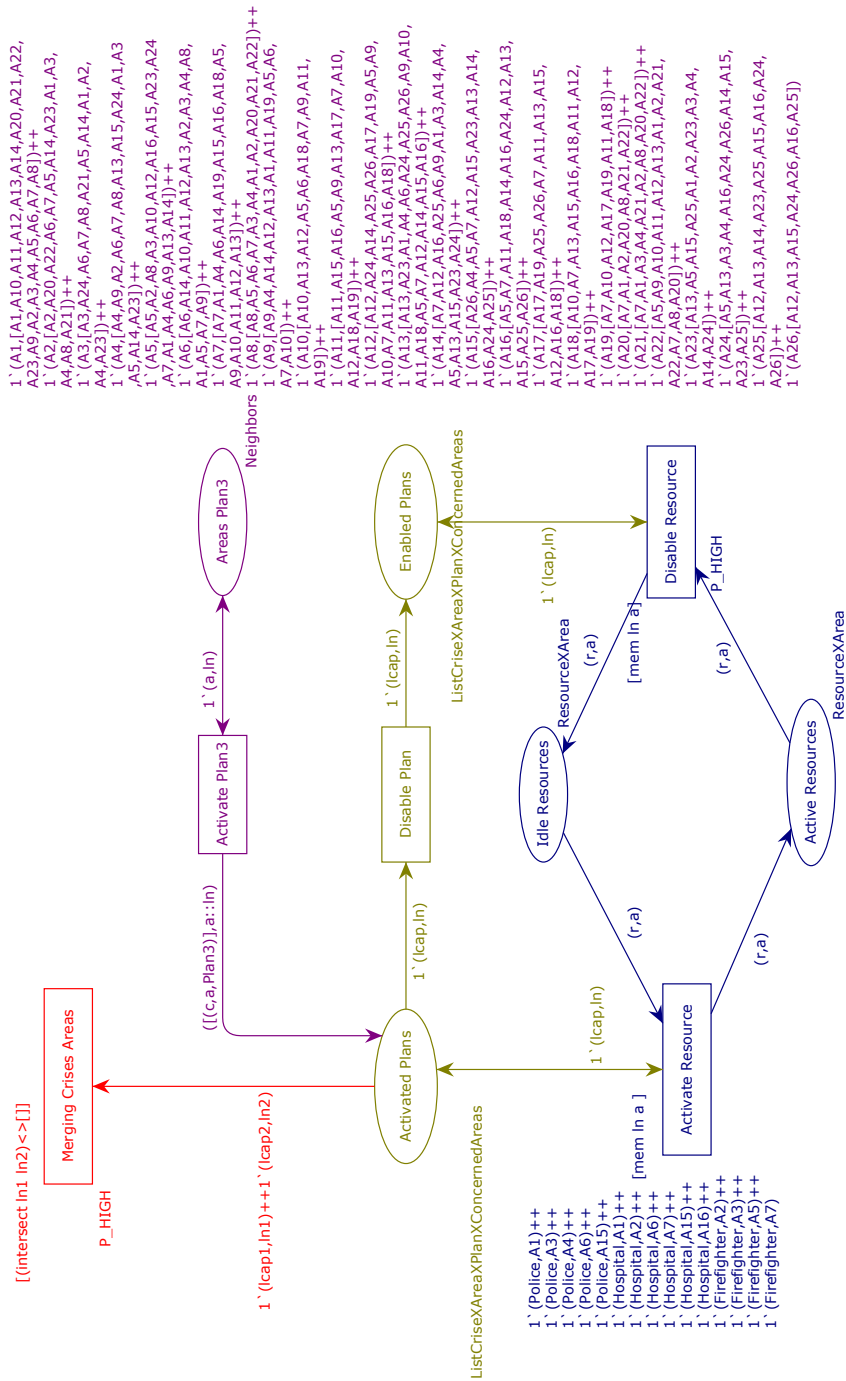 [(intersect ln1 ln2)<>[]]
Merging Crises Areas
P_HIGH
1`(lcap1,ln1)++1`(lcap2,ln2)
([(c,a,Plan3)],a::ln)
Activate Plan3
1`(a,ln)
Areas Plan3
Neighbors
1`(A1,[A1,A10,A11,A12,A13,A14,A20,A21,A22,
A23,A9,A2,A3,A4,A5,A6,A7,A8])++
1`(A2,[A2,A20,A22,A6,A7,A5,A14,A23,A1,A3,
A4,A8,A21])++
1`(A3,[A3,A24,A6,A7,A8,A21,A5,A14,A1,A2,
A4,A23])++
1`(A4,[A4,A9,A2,A6,A7,A8,A13,A15,A24,A1,A3
,A5,A14,A23])++
1`(A5,[A5,A2,A8,A3,A10,A12,A16,A15,A23,A24
,A7,A1,A4,A6,A9,A13,A14])++
1`(A6,[A6,A14,A10,A11,A12,A13,A2,A3,A4,A8,
A1,A5,A7,A9])++
1`(A7,[A7,A1,A4,A6,A14,A19,A15,A16,A18,A5,
A9,A10,A11,A12,A13])++
1`(A8,[A8,A5,A6,A7,A3,A4,A1,A2,A20,A21,A22])++
1`(A9,[A9,A4,A14,A12,A13,A1,A11,A19,A5,A6,
A7,A10])++
1`(A10,[A10,A13,A12,A5,A6,A18,A7,A9,A11,
A19])++
1`(A11,[A11,A15,A16,A5,A9,A13,A17,A7,A10,
A12,A18,A19])++
1`(A12,[A12,A24,A14,A25,A26,A17,A19,A5,A9,
A10,A7,A11,A13,A15,A16,A18])++
1`(A13,[A13,A23,A1,A4,A6,A24,A25,A26,A9,A10,
A11,A18,A5,A7,A12,A14,A15,A16])++
1`(A14,[A7,A12,A16,A25,A6,A9,A1,A3,A14,A4,
A5,A13,A15,A23,A24])++
1`(A15,[A26,A4,A5,A7,A12,A15,A23,A13,A14,
A16,A24,A25])++
1`(A16,[A5,A7,A11,A18,A14,A16,A24,A12,A13,
A15,A25,A26])++
1`(A17,[A17,A19,A25,A26,A7,A11,A13,A15,
A12,A16,A18])++
1`(A18,[A10,A7,A13,A15,A16,A18,A11,A12,
A17,A19])++
1`(A19,[A7,A10,A12,A17,A19,A11,A18])++
1`(A20,[A7,A1,A2,A20,A8,A21,A22])++
1`(A21,[A7,A1,A3,A4,A21,A2,A8,A20,A22])++
1`(A22,[A5,A9,A10,A11,A12,A13,A1,A2,A21,
A22,A7,A8,A20])++
1`(A23,[A13,A5,A15,A25,A1,A2,A23,A3,A4,
A14,A24])++
1`(A24,[A5,A13,A3,A4,A16,A24,A26,A14,A15,
A23,A25])++
1`(A25,[A12,A13,A14,A23,A25,A15,A16,A24,
A26])++
1`(A26,[A12,A13,A15,A24,A26,A16,A25])
Activated Plans
1`(lcap,ln)
Disable Plan
1`(lcap,ln)
Enabled Plans
ListCriseXAreaXPlanXConcernedAreas
ListCriseXAreaXPlanXConcernedAreas
1`(lcap,ln)
1`(lcap,ln)
1`(Police,A1)++
1`(Police,A3)++
1`(Police,A4)++
1`(Police,A6)++
1`(Police,A15)++
1`(Hospital,A1)++
1`(Hospital,A2)++
1`(Hospital,A6)++
1`(Hospital,A7)++
1`(Hospital,A15)++
1`(Hospital,A16)++
1`(Firefighter,A2)++
1`(Firefighter,A3)++
1`(Firefighter,A5)++
1`(Firefighter,A7)
[mem ln a ]
Activate Resource
(r,a)
Idle Resources
ResourceXArea
(r,a)
[mem ln a]
Disable Resource
P_HIGH
(r,a)
(r,a)
Active Resources
ResourceXArea